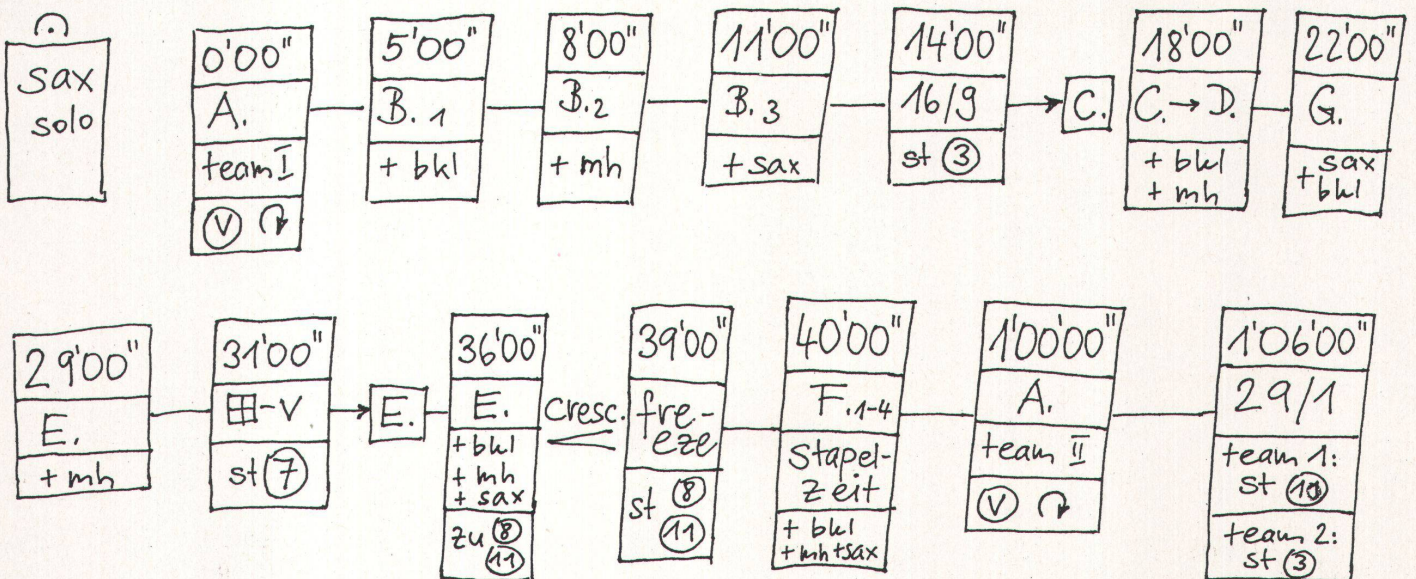 sax
solo
0'00"
A.
team I
V
5'00"
B.1
+ bkl
8'00"
B.2
+ mh
11'00"
B.3
+ sax
14'00"
16/9
st 3
C.
18'00"
C. → D.
+ bkl
+ mh
22'00"
G.
+ sax
bkl
29'00"
E.
+ mh
31'00"
-V
st 7
E.
36'00"
E.
+ bkl
+ mh
+ sax
zu 8
11
cresc.
39'00"
fre-
eze
st 8
11
40'00"
F.1-4
Stapel-
zeit
+ bkl
+ mh + sax
1'00'00"
A.
team II
V
1'06'00"
29/1
team 1:
st 10
team 2:
st 3